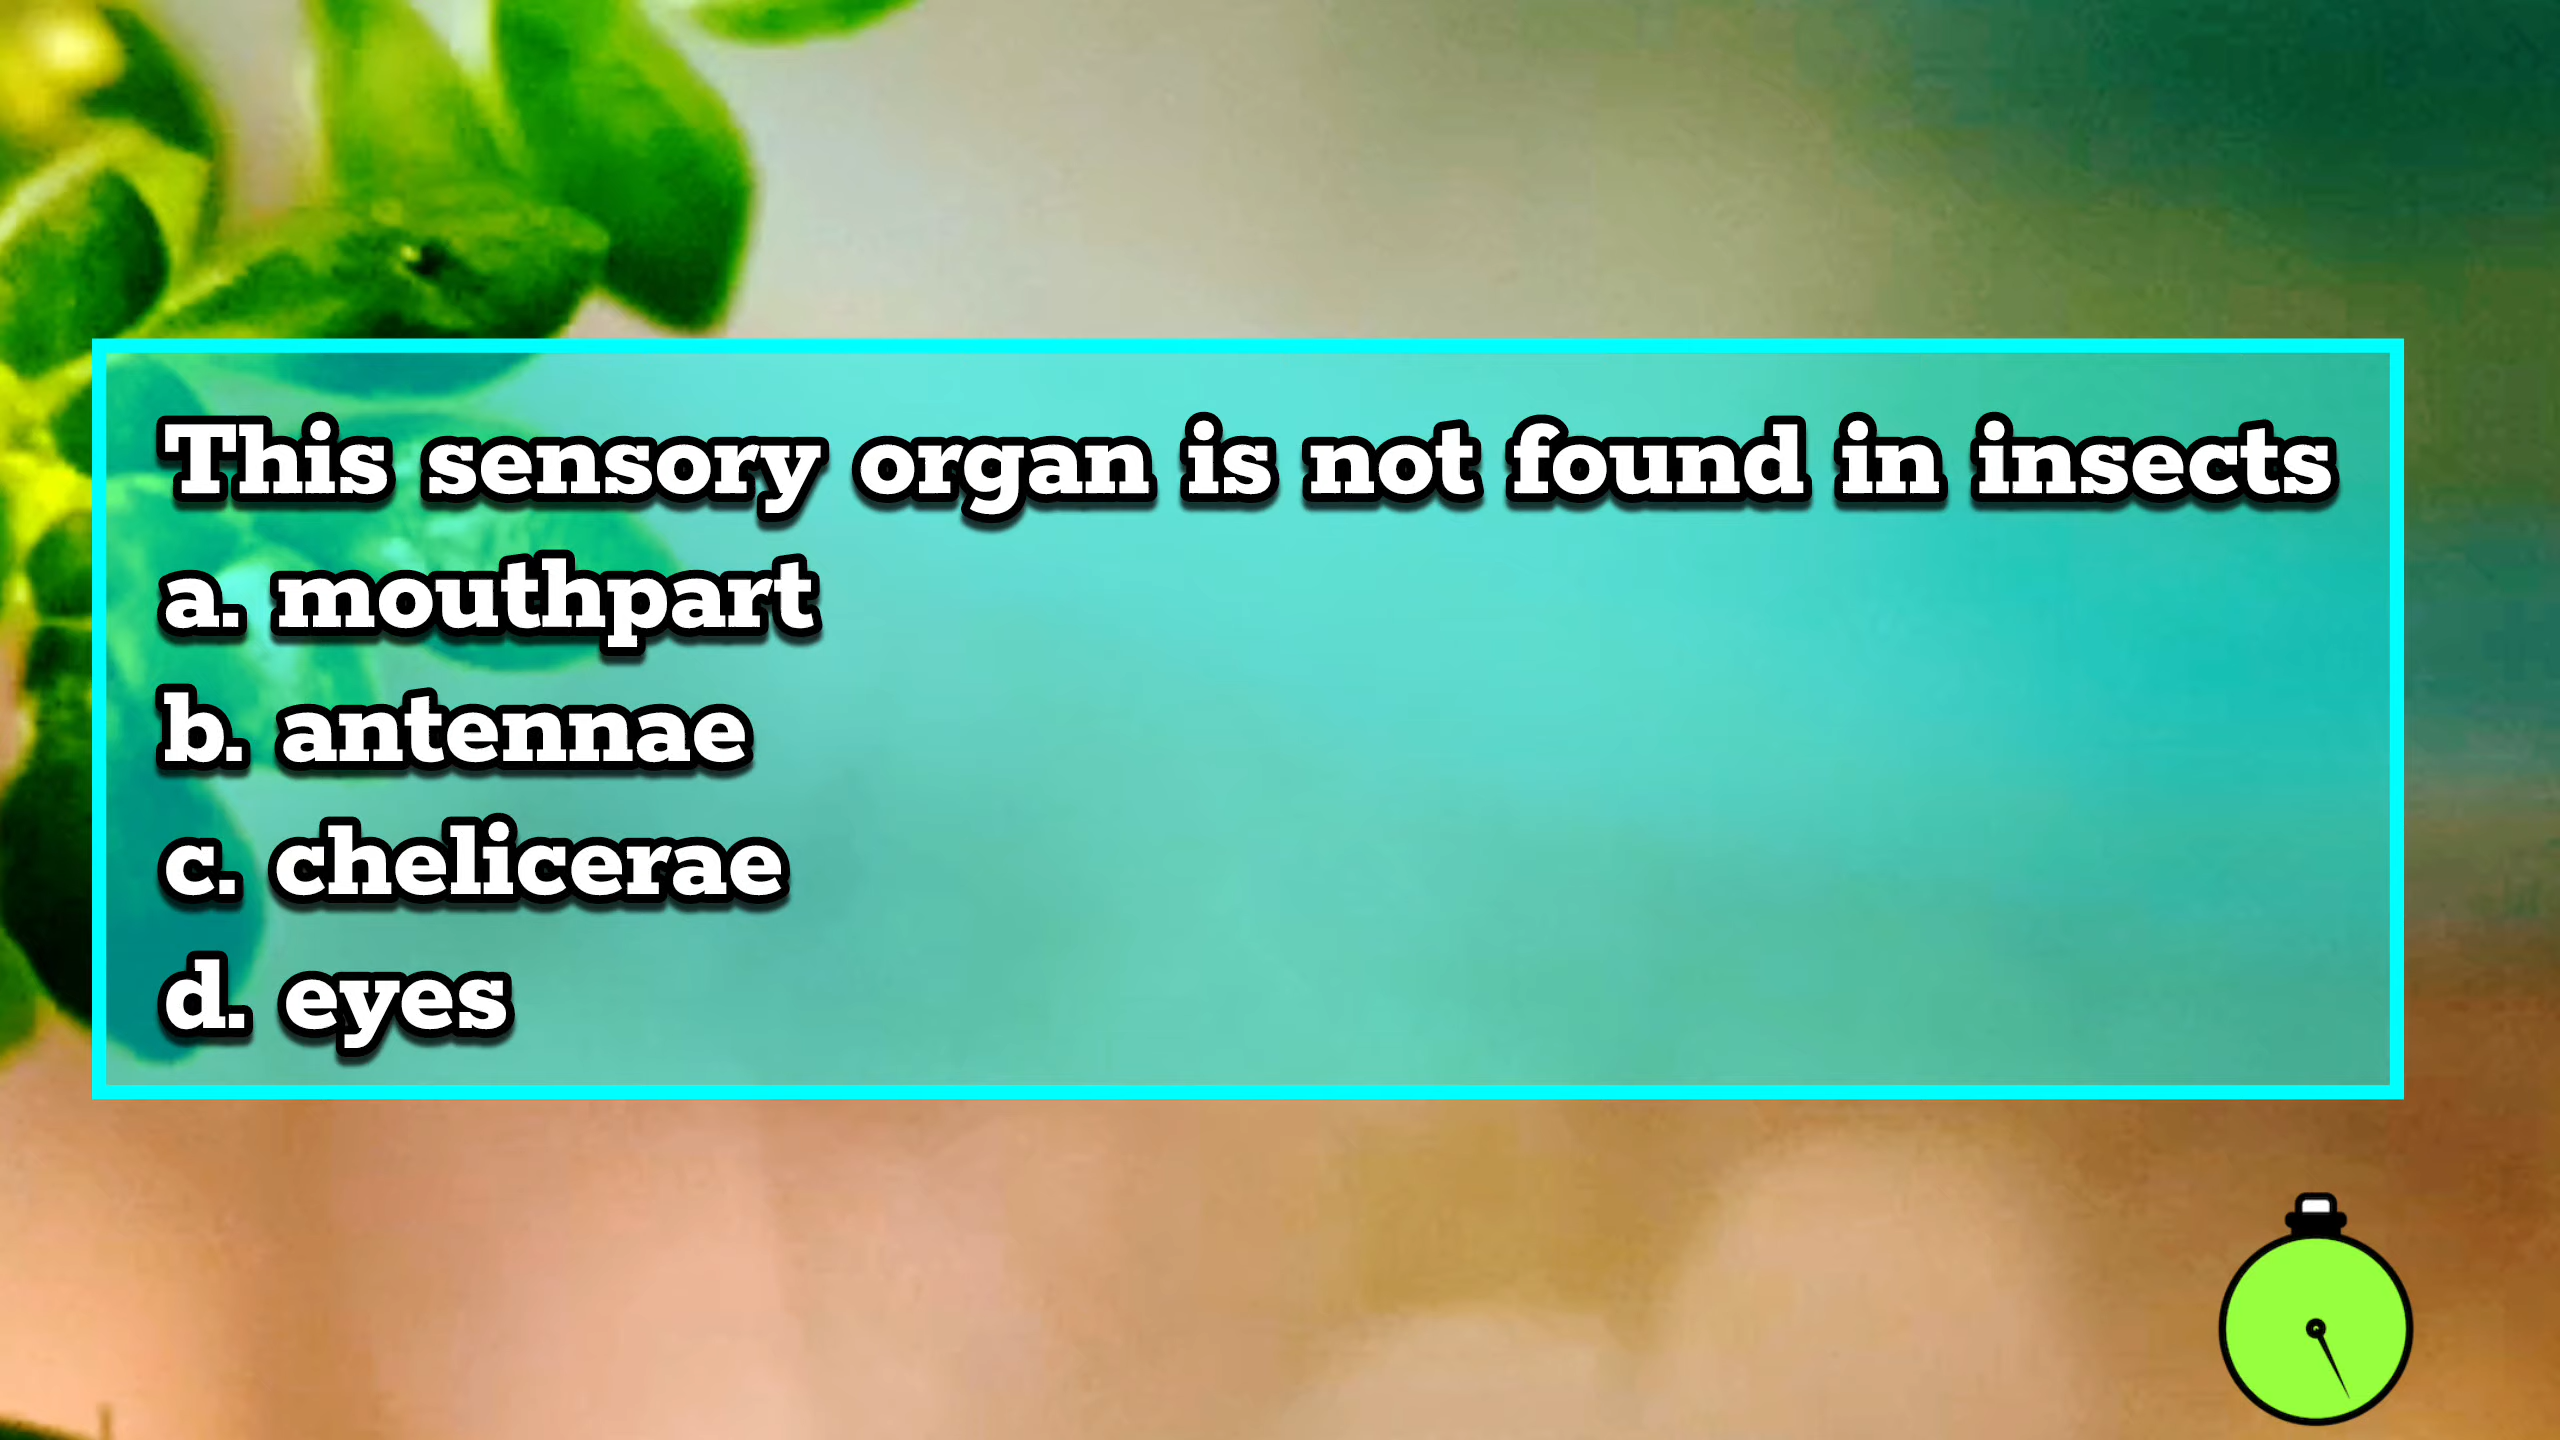 This sensory organ is not found in insects
a. mouthpart
b. antennae
c. chelicerae
d. eyes